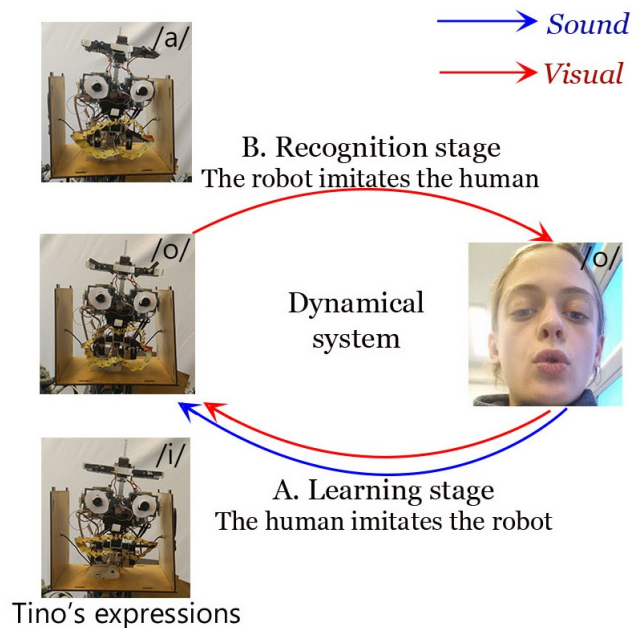 /a/
Sound
Visual
B. Recognition stage
The robot imitates the human
/o/
/o/
Dynamical
system
/i/
A. Learning stage
The human imitates the robot
Tino's expressions